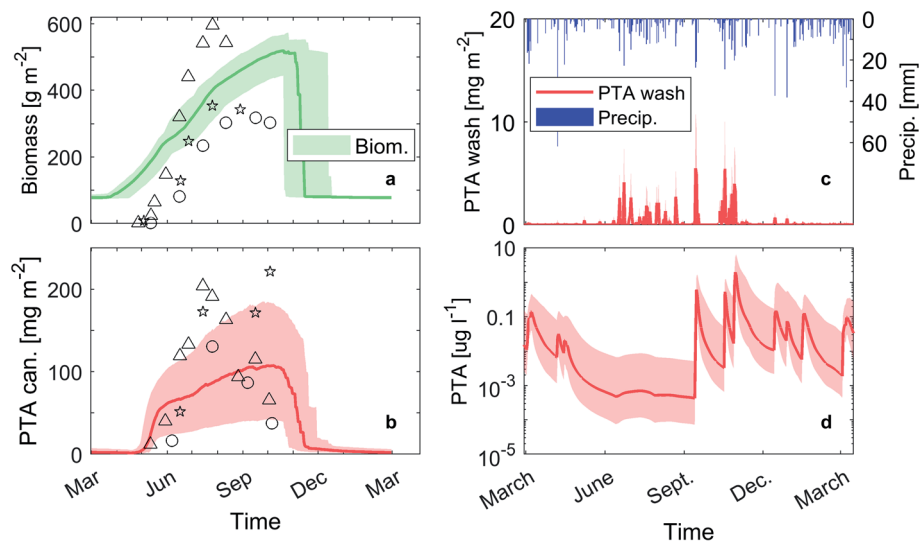 600
400
200
0
Biomass [g m⁻²]
Biom.
a
200
100
0
PTA can. [mg m⁻²]
b
Mar
Jun
Sep
Dec
Mar
Time
20
10
0
PTA wash [mg m⁻²]
PTA wash
Precip.
0
20
40
60
Precip. [mm]
c
10
0.1
10⁻³
10⁻⁵
PTA [ug l⁻¹]
d
March
June
Sept.
Dec.
March
Time